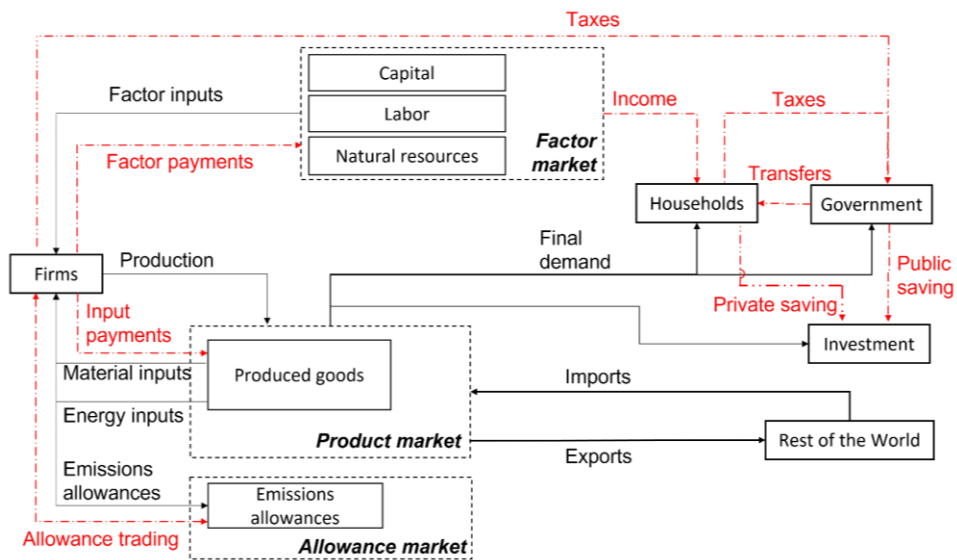 Taxes
Capital
Factor inputs
Labor
Income
Taxes
Factor
market
Factor payments
Natural resources
Transfers
Households
Government
Final
demand
Production
Firms
Public
saving
Input
payments
Private saving
Investment
Material inputs
Produced goods
Imports
Energy inputs
Product market
Rest of the World
Exports
Emissions
allowances
Emissions
allowances
Allowance trading
Allowance market